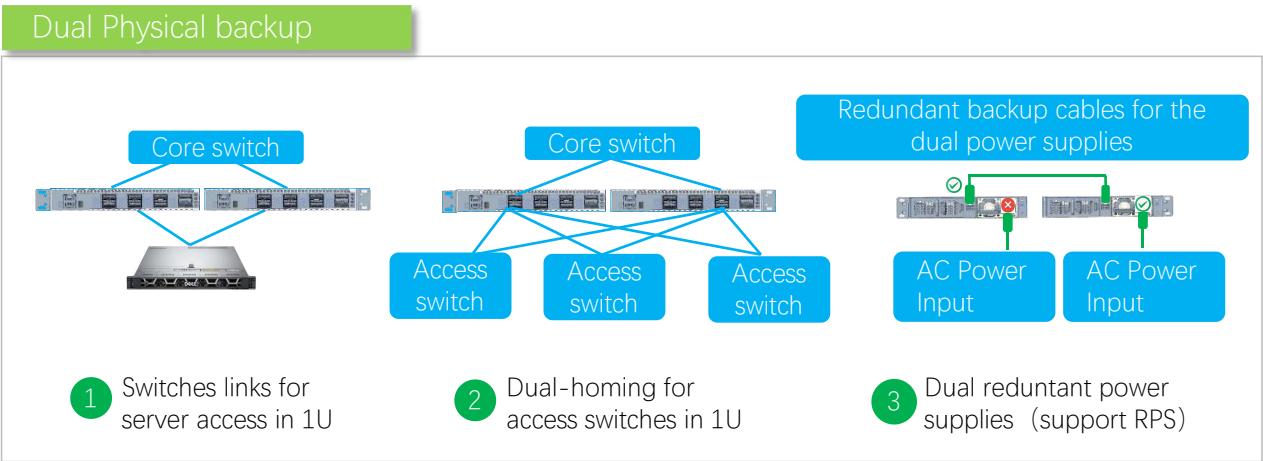 Dual Physical backup
Core switch
Core switch
Redundant backup cables for the
dual power supplies
Access
switch
Access
switch
Access
switch
AC Power
Input
AC Power
Input
DELL
1
Switches links for
server access in 1U
2
Dual-homing for
access switches in 1U
3
Dual reduntant power
supplies（support RPS）